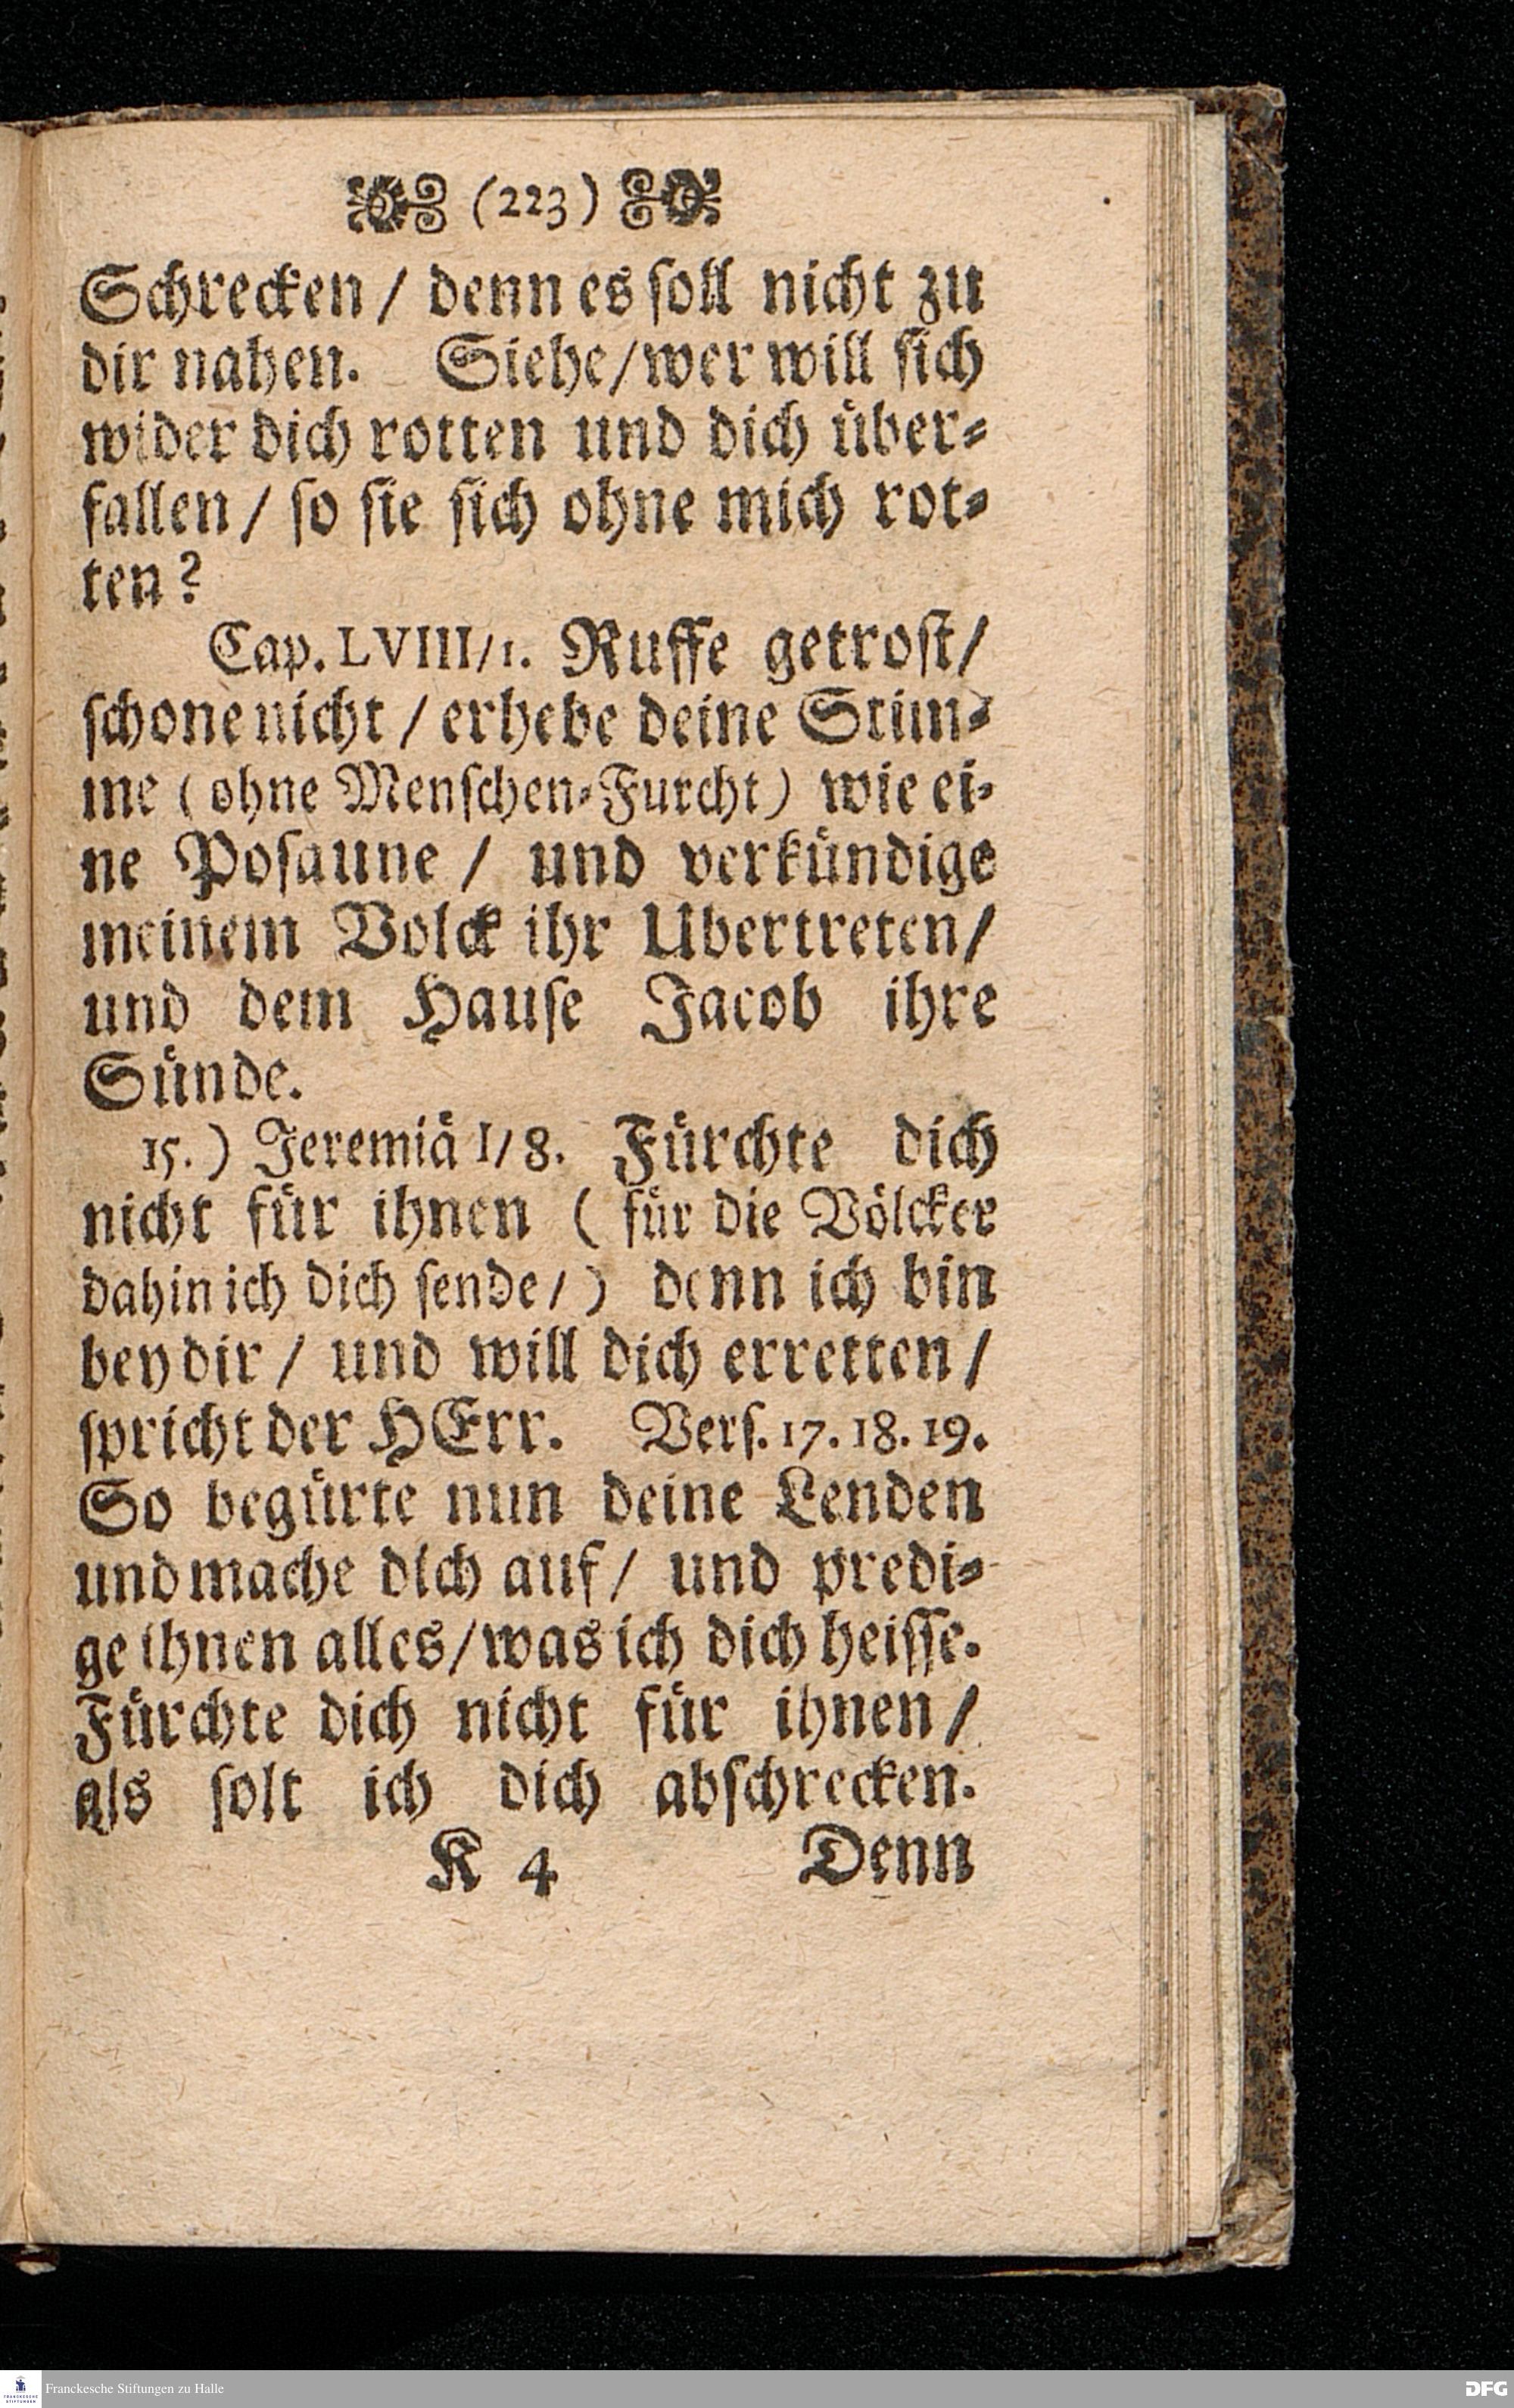 (223)
Schrecken / denn es soll nicht zu
dir nahen. Siehe / wer will sich
wider dich rotten und dich über-
fallen / so sie sich ohne mich rot-
ten?
Cap. LVIII/1. Ruffe getrost/
schone nicht / erhebe deine Stim-
me (ohne Menschen-Furcht) wie ei-
ne Posaune / und verkündige
meinem Volck ihr Ubertreten/
und dem Hause Jacob ihre
Sünde.
15.) Jeremiä I/8. Fürchte dich
nicht für ihnen (für die Völcker
dahin ich dich sende/) denn ich bin
bey dir / und will dich erretten /
spricht der HErr. Vers. 17. 18. 19.
So begürte nun deine Lenden
und mache dich auf / und predi-
ge ihnen alles / was ich dich heisse.
Fürchte dich nicht für ihnen /
als solt ich dich abschrecken.
K 4 Denn
FRANCKESCHE STIFTUNGEN
Franckesche Stiftungen zu Halle
DFG